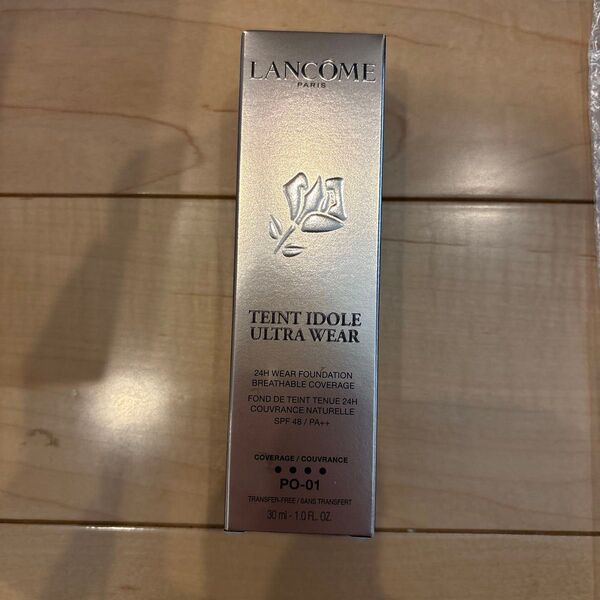 LANCÔME
PARIS
TEINT IDOLE
ULTRA WEAR
24H WEAR FOUNDATION
BREATHABLE COVERAGE
FOND DE TEINT TENUE 24H
COUVRANCE NATURELLE
SPF 48 / PA++
COVERAGE / COUVRANCE
PO-01
TRANSFER-FREE / SANS TRANSFERT
30 ml - 1.0 FL. OZ.